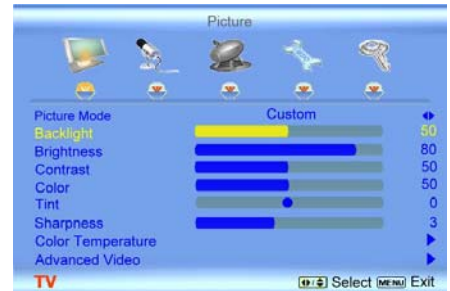 Picture
Picture Mode Custom
Backlight 50
Brightness 80
Contrast 50
Color 50
Tint 0
Sharpness 3
Color Temperature
Advanced Video
TV / Select MENU Exit